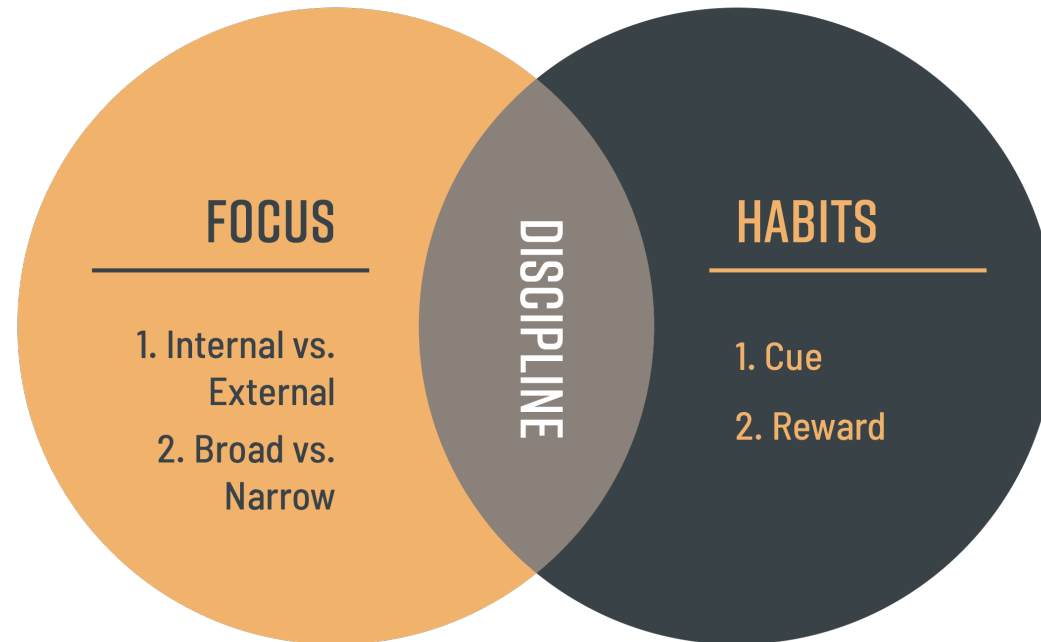 FOCUS
1. Internal vs.
External
2. Broad vs.
Narrow
DISCIPLINE
HABITS
1. Cue
2. Reward